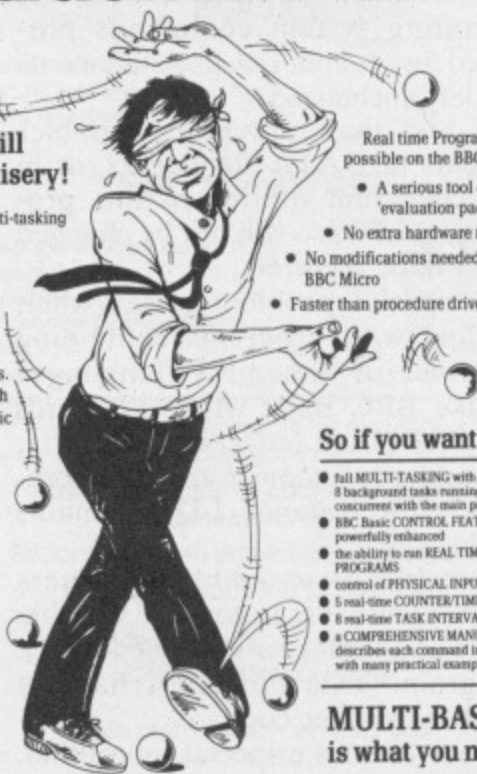 ill
isery!
ti-tasking
s.
h
ic
Real time Progra
possible on the BBC
• A serious tool
'evaluation pac
• No extra hardware
• No modifications needed
BBC Micro
• Faster than procedure drive
So if you want
● full MULTI-TASKING with
8 background tasks running
concurrent with the main p
● BBC Basic CONTROL FEAT
powerfully enhanced
● the ability to run REAL TIM
PROGRAMS
● control of PHYSICAL INPU
● 5 real-time COUNTER/TIME
● 8 real-time TASK INTERVA
● a COMPREHENSIVE MANU
describes each command in
with many practical examp
MULTI-BAS
is what you n